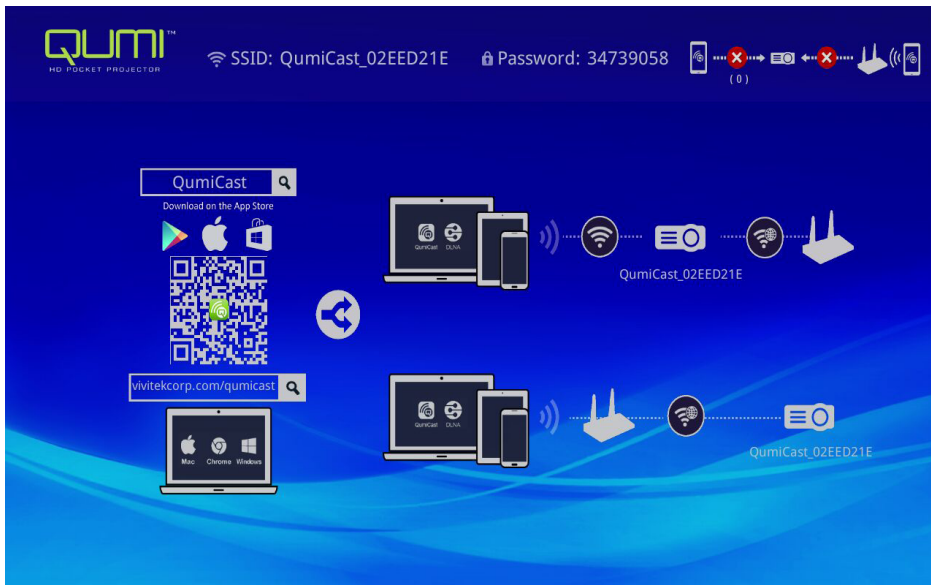 QUMI™
HD POCKET PROJECTOR
SSID: QumiCast_02EED21E
Password: 34739058
( 0 )
QumiCast
Download on the App Store
QumiCast DLNA
QumiCast_02EED21E
vivitekcorp.com/qumicast
Mac Chrome Windows
QumiCast DLNA
QumiCast_02EED21E